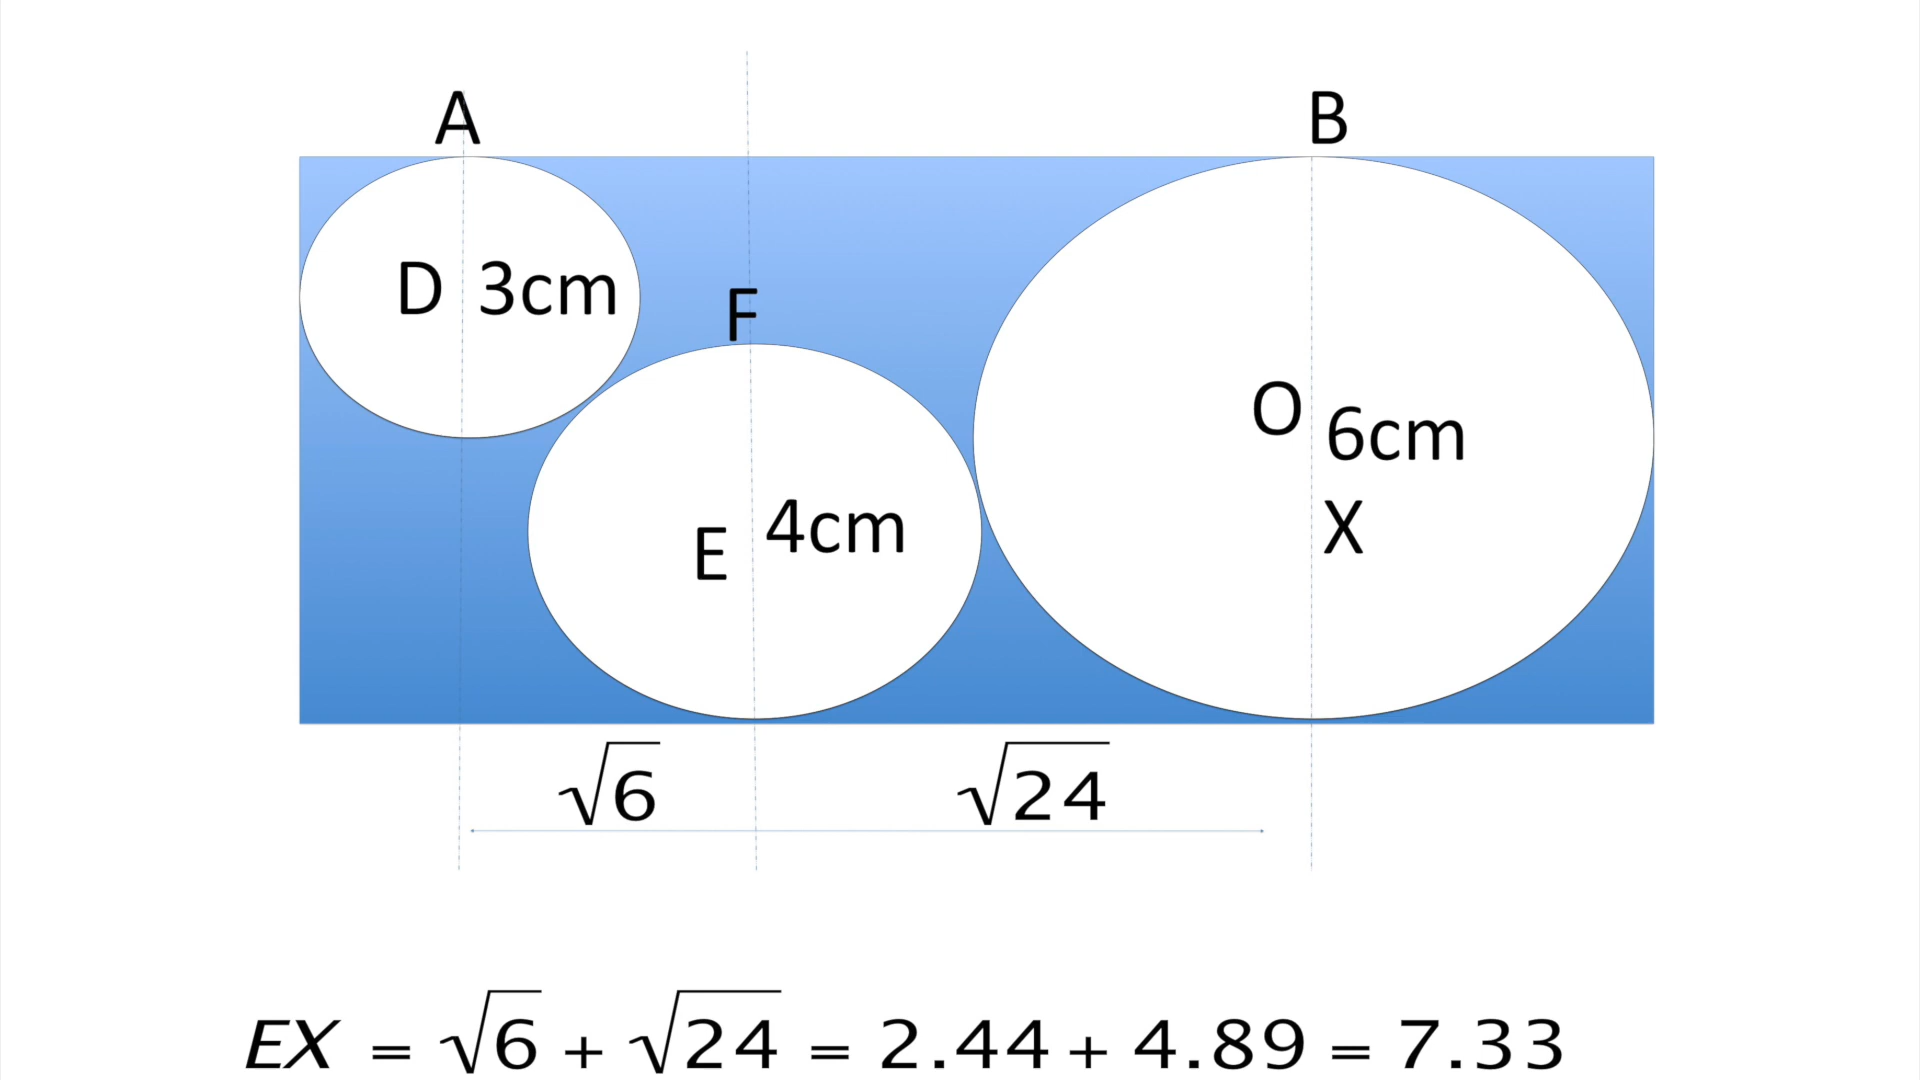 A
B
D 3cm
F
O 6cm
E 4cm
X
√6 √24
EX = √6 + √24 = 2.44 + 4.89 = 7.33